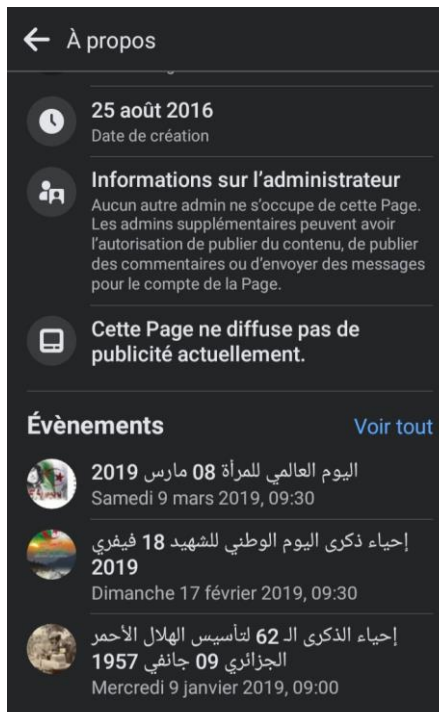 À propos
25 août 2016
Date de création
Informations sur l’administrateur
Aucun autre admin ne s’occupe de cette Page.
Les admins supplémentaires peuvent avoir
l’autorisation de publier du contenu, de publier
des commentaires ou d’envoyer des messages
pour le compte de la Page.
Cette Page ne diffuse pas de
publicité actuellement.
Évènements
Voir tout
اليوم العالمي للمرأة 08 مارس 2019
Samedi 9 mars 2019, 09:30
إحياء ذكرى اليوم الوطني للشهيد 18 فيفري
2019
Dimanche 17 février 2019, 09:30
إحياء الذكرى الـ 62 لتأسيس الهلال الأحمر
الجزائري 09 جانفي 1957
Mercredi 9 janvier 2019, 09:00